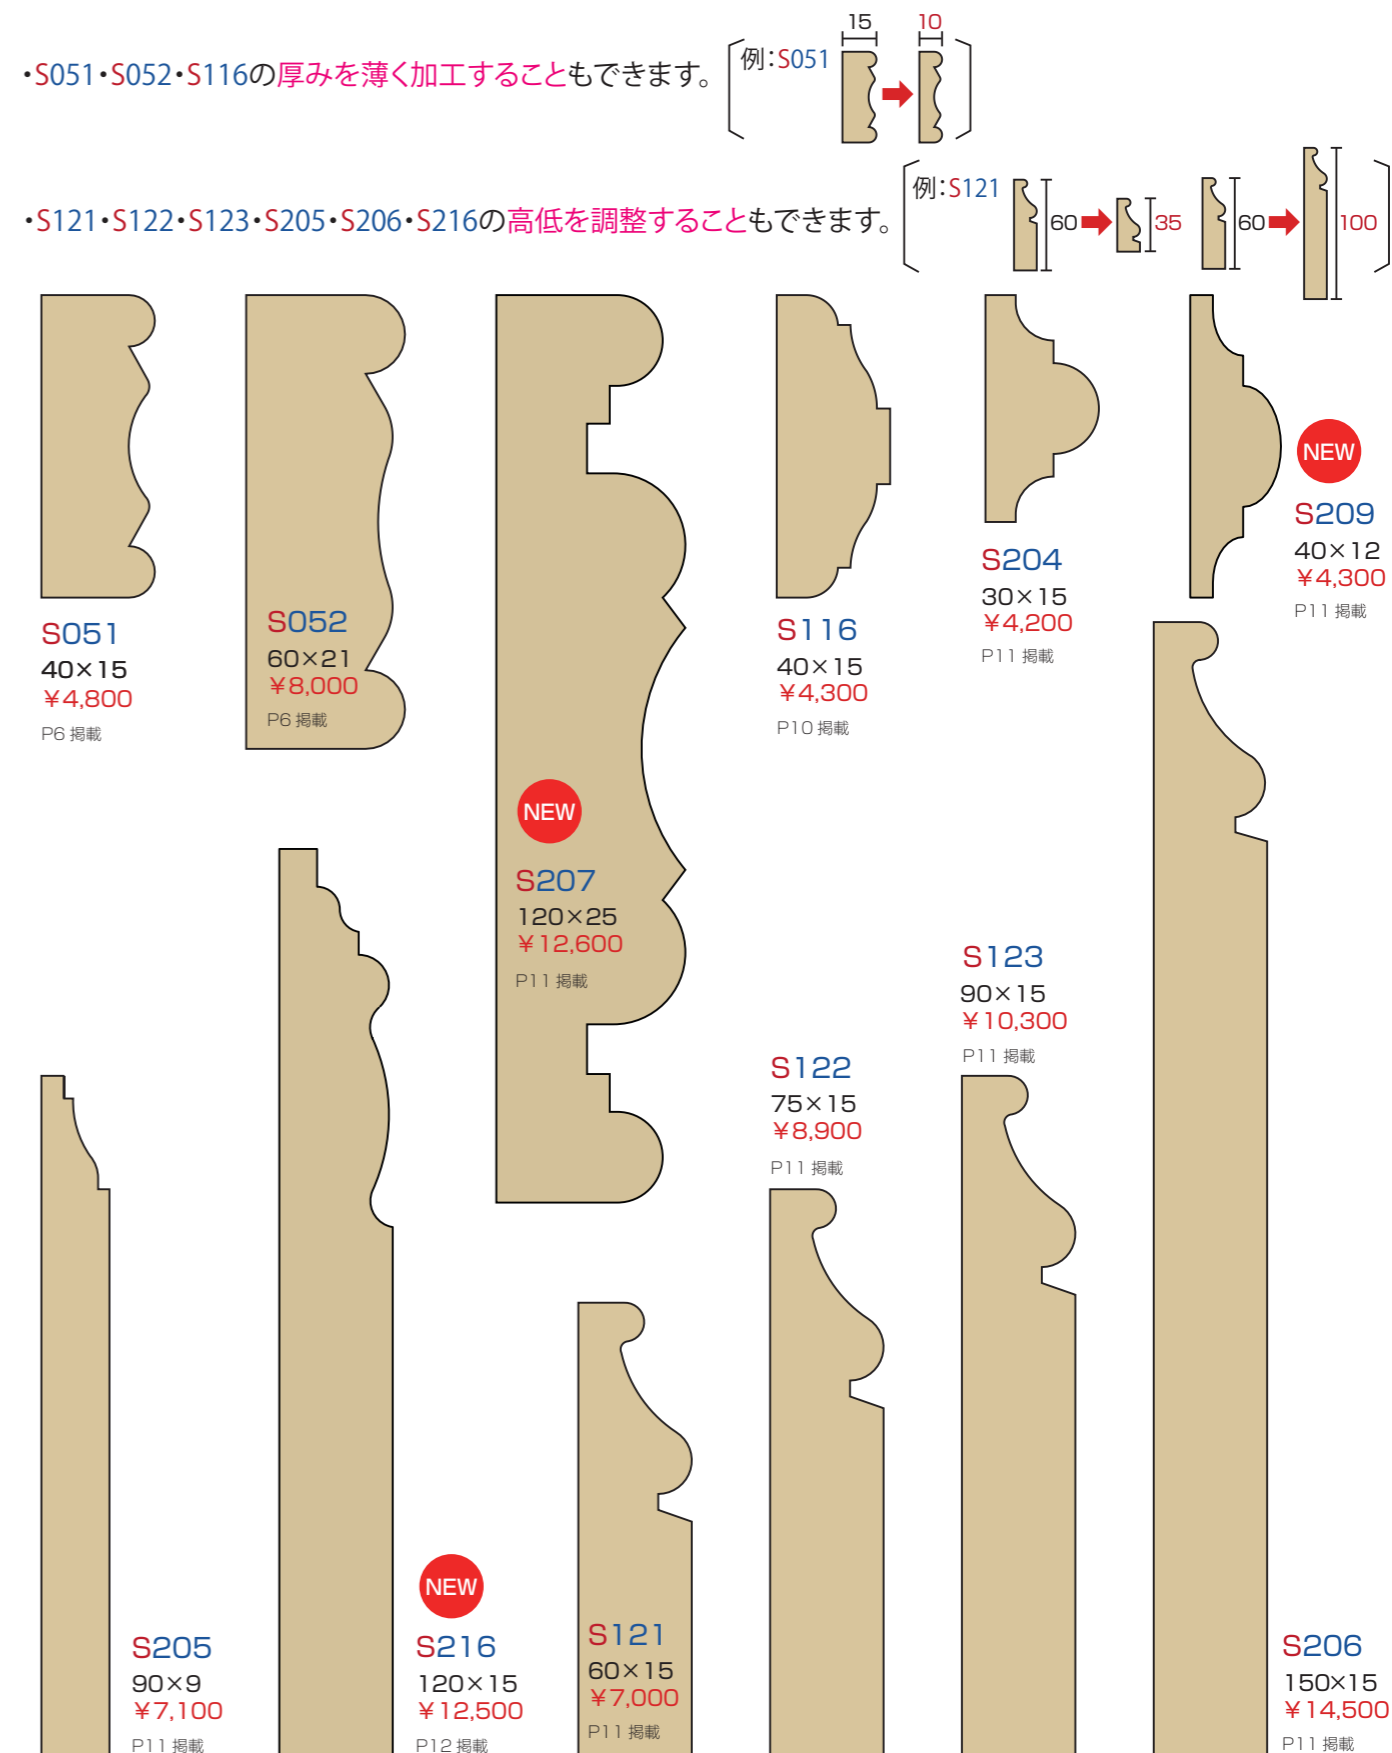 15 10
・S051・S052・S116の厚みを薄く加工することもできます。
例：S051
・S121・S122・S123・S205・S206・S216の高低を調整することもできます。
例：S121
60 35 60 100
S051
40×15
￥4,800
P6 掲載
S052
60×21
￥8,000
P6 掲載
NEW
S207
120×25
￥12,600
P11 掲載
S116
40×15
￥4,300
P10 掲載
S204
30×15
￥4,200
P11 掲載
NEW
S209
40×12
￥4,300
P11 掲載
S123
90×15
￥10,300
P11 掲載
S122
75×15
￥8,900
P11 掲載
S205
90×9
￥7,100
P11 掲載
NEW
S216
120×15
￥12,500
P12 掲載
S121
60×15
￥7,000
P11 掲載
S206
150×15
￥14,500
P11 掲載